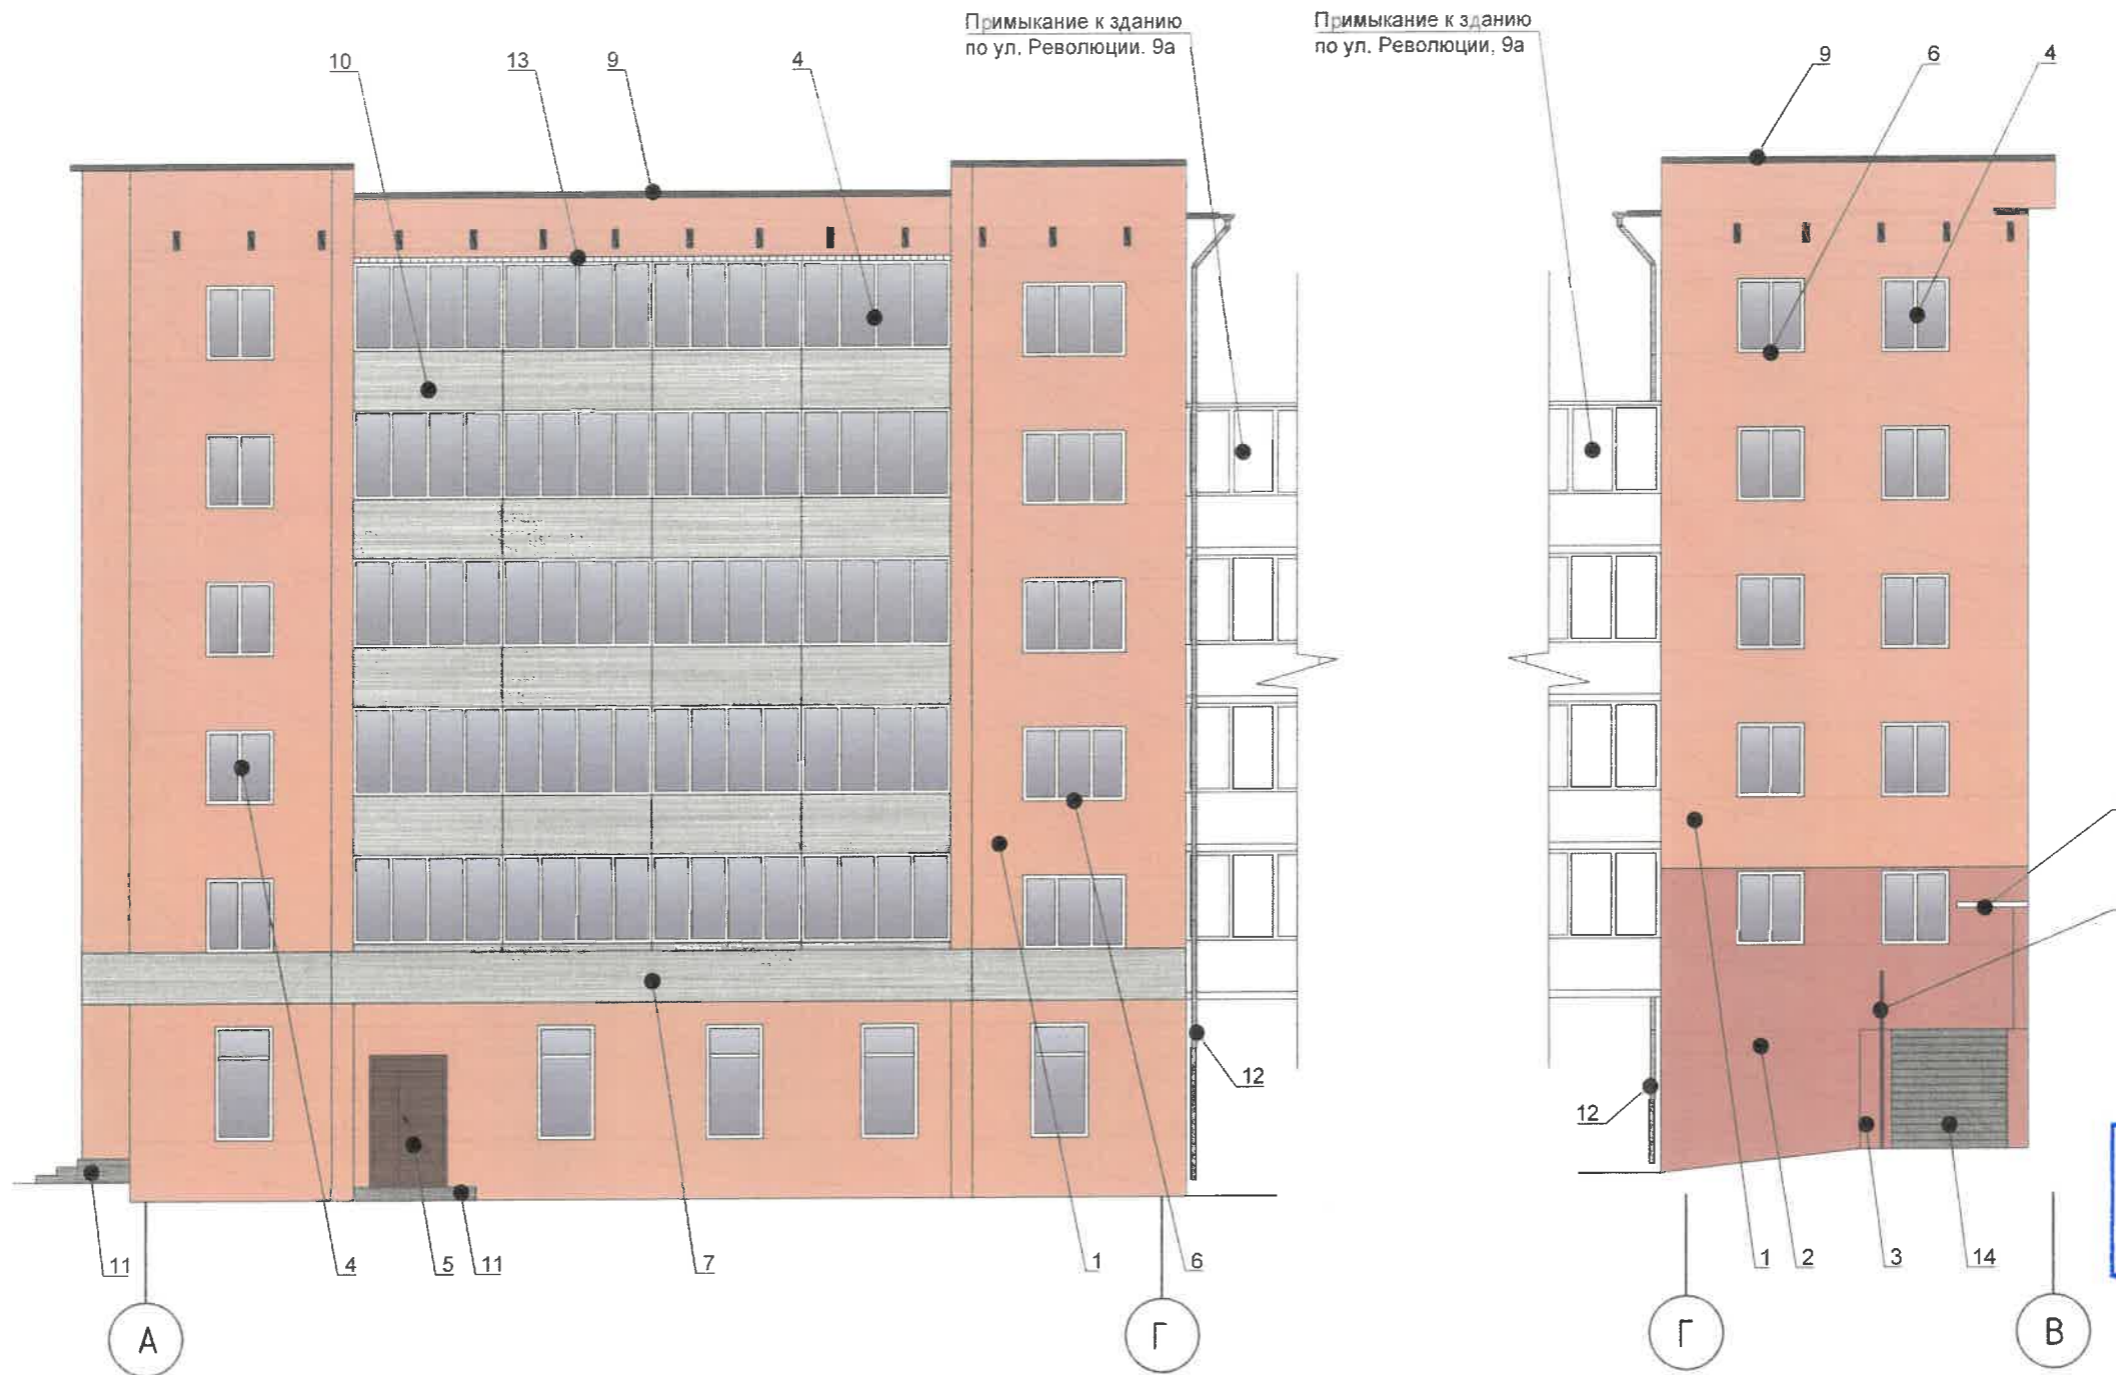 Примыкание к зданию
по ул. Революции. 9а
Примыкание к зданию
по ул. Революции, 9а
10
13
9
4
9
6
4
12
12
11
4
5
11
7
1
6
1
2
3
14
А
Г
Г
В